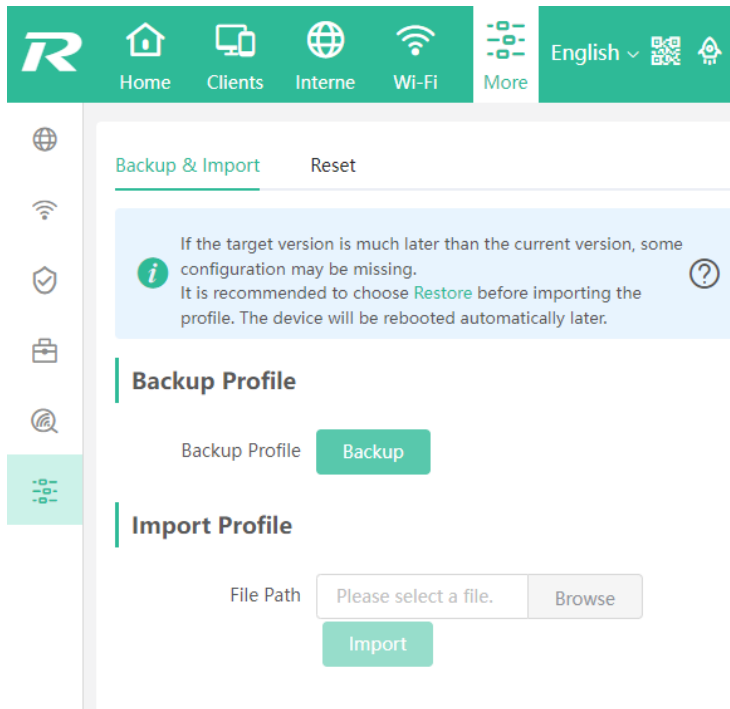 R
Home Clients Interne Wi-Fi More English
Backup & Import Reset
If the target version is much later than the current version, some
configuration may be missing.
It is recommended to choose Restore before importing the
profile. The device will be rebooted automatically later.
Backup Profile
Backup Profile Backup
Import Profile
File Path Please select a file. Browse
Import